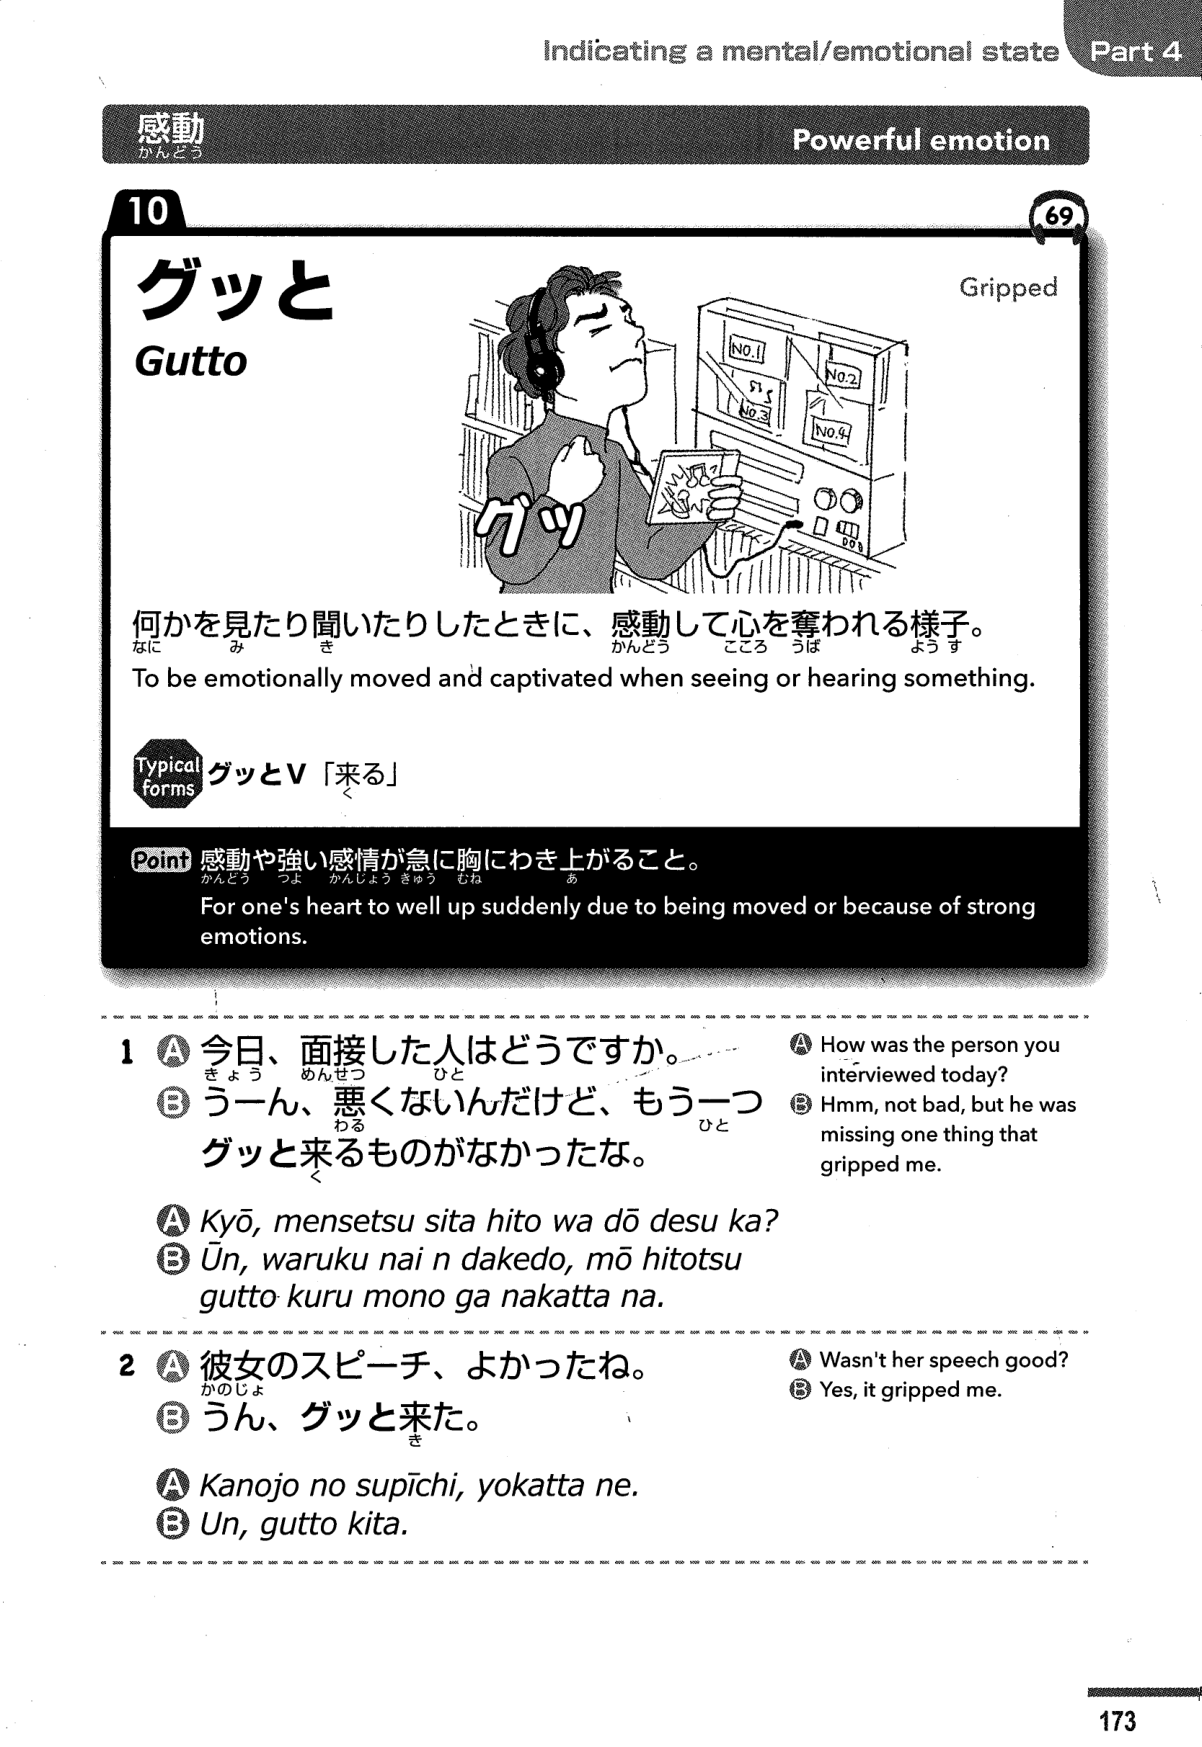 Indicating a mental/emotional state Part 4
感動
かんどう
Powerful emotion
10
69
グッと
Gutto
Gripped
NO.1
NO.2
NO.3
NO.4
グッ
何かを見たり聞いたりしたときに、感動して心を奪われる様子。
なに み き かんどう こころ うば よう す
To be emotionally moved and captivated when seeing or hearing something.
Typical
forms
グッとV「来る」
く
Point 感動や強い感情が急に胸にわき上がること。
かんどう つよ かんじょう きゅう むね あ
For one's heart to well up suddenly due to being moved or because of strong
emotions.
1 A 今日、面接した人はどうですか。
きょう めんせつ ひと
B うーん、悪くないんだけど、もう一つ
わる ひと
グッと来るものがなかったな。
く
A How was the person you
interviewed today?
B Hmm, not bad, but he was
missing one thing that
gripped me.
A Kyō, mensetsu sita hito wa dō desu ka?
B Ūn, waruku nai n dakedo, mō hitotsu
gutto kuru mono ga nakatta na.
2 A 彼女のスピーチ、よかったね。
かのじょ
B うん、グッと来た。
き
A Wasn't her speech good?
B Yes, it gripped me.
A Kanojo no supīchi, yokatta ne.
B Un, gutto kita.
173